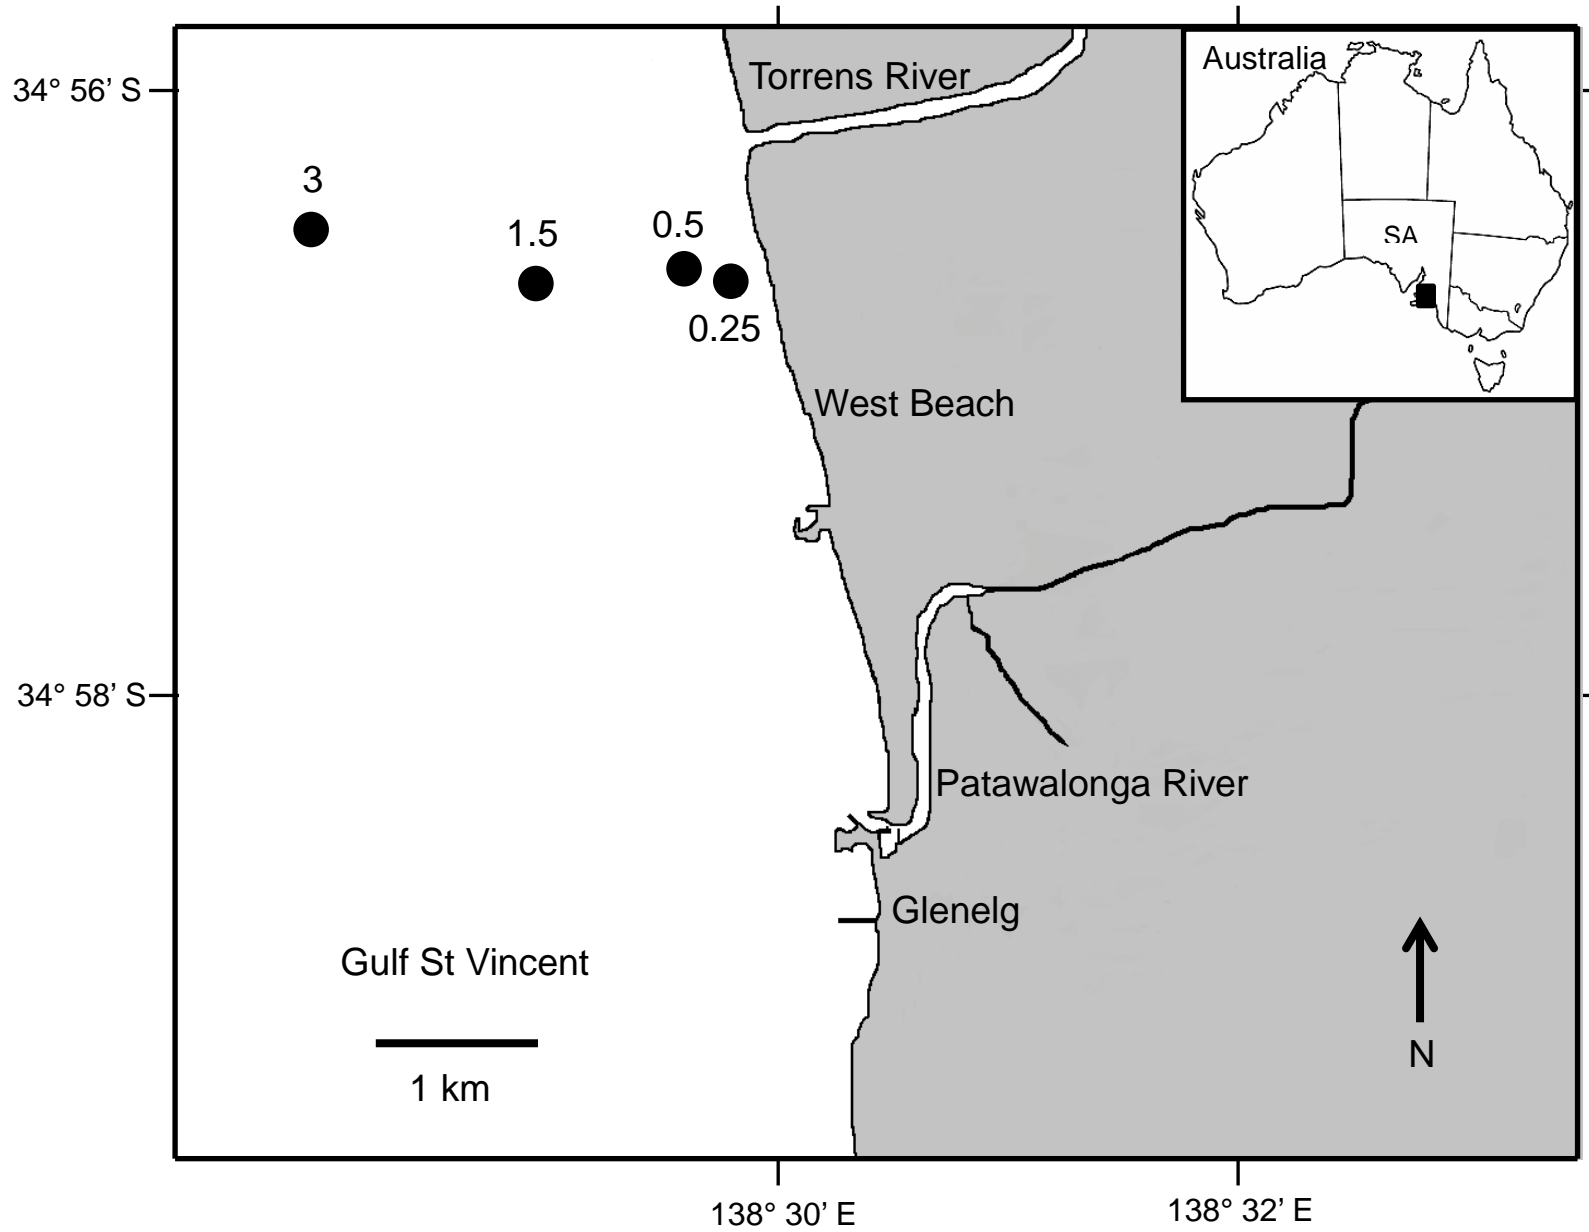 Australia
Torrens River
34° 56’ S
3
0.5
1.5
SA
0.25
West Beach
34° 58’ S
Patawalonga River
Glenelg
Gulf St Vincent
N
1 km
138° 30’ E
138° 32’ E